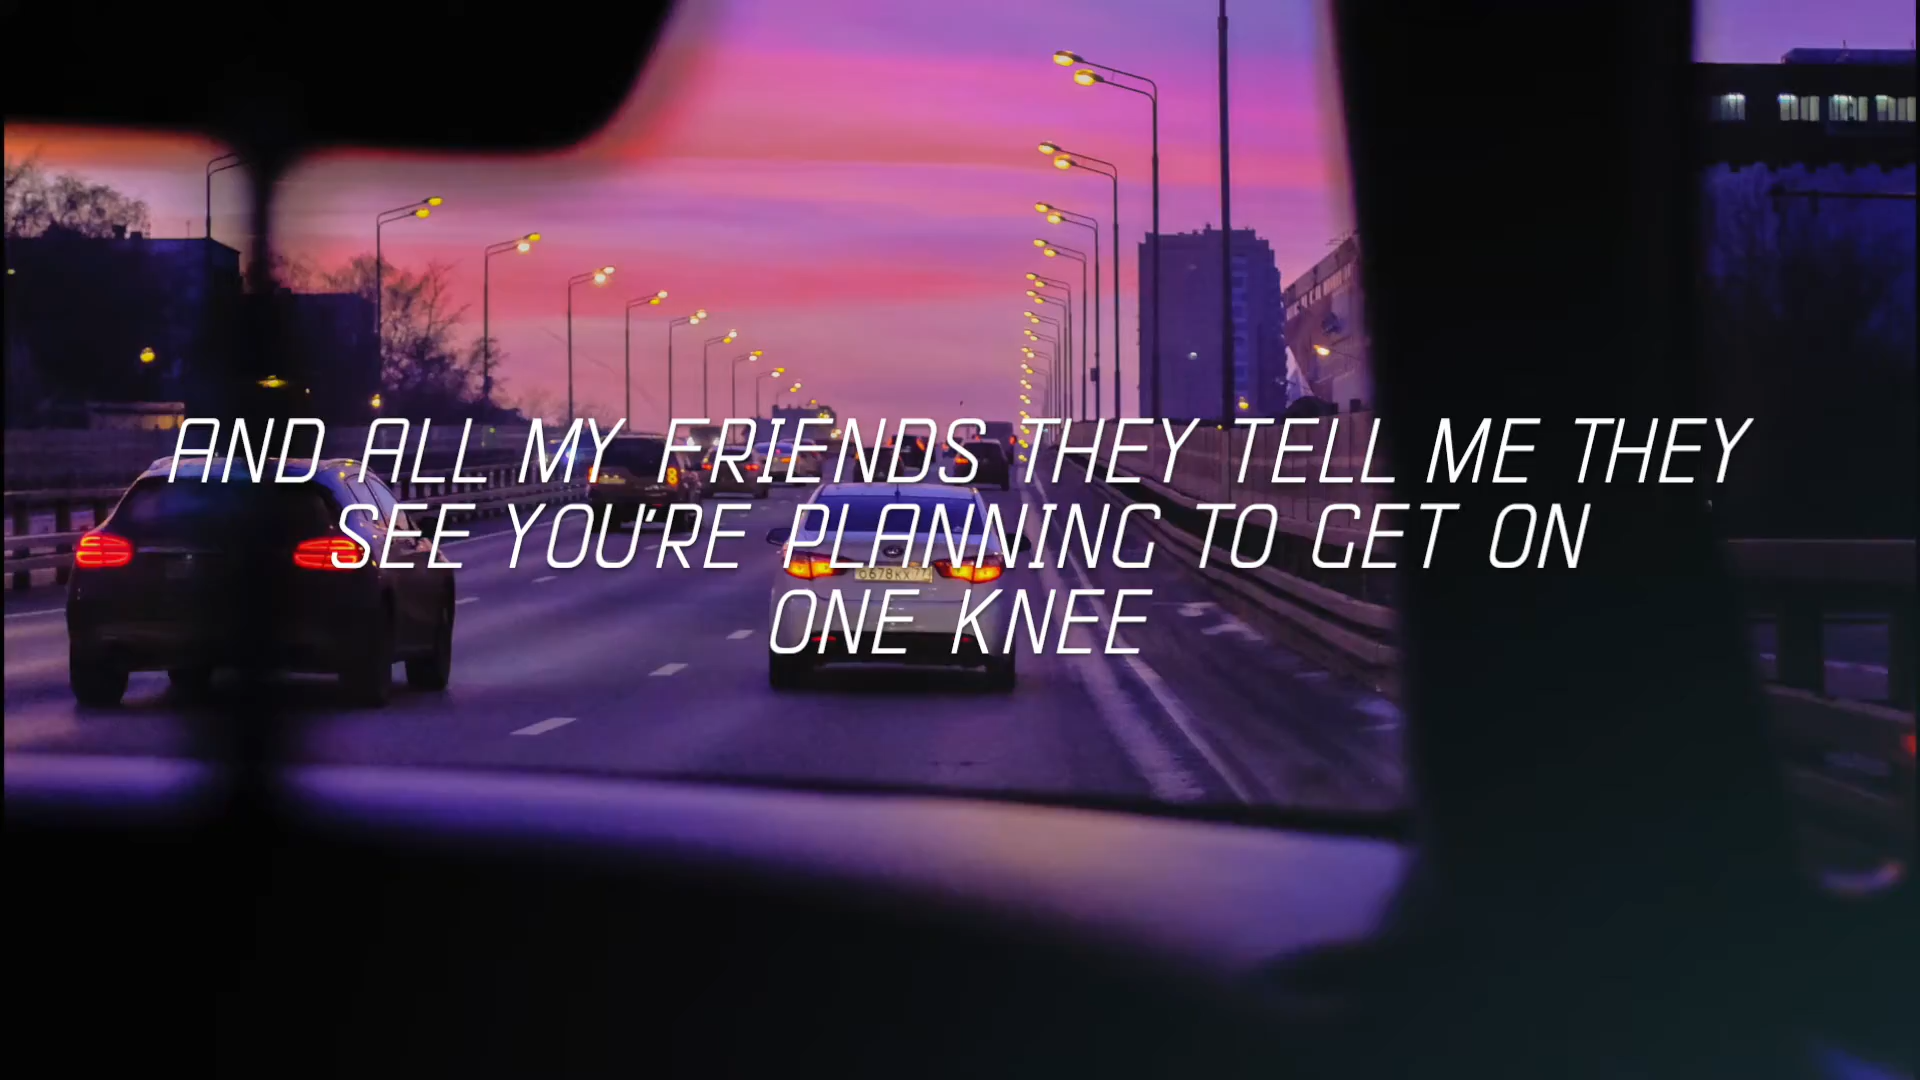 AND ALL MY FRIENDS THEY TELL ME THEY
SEE YOU'RE PLANNING TO GET ON
ONE KNEE